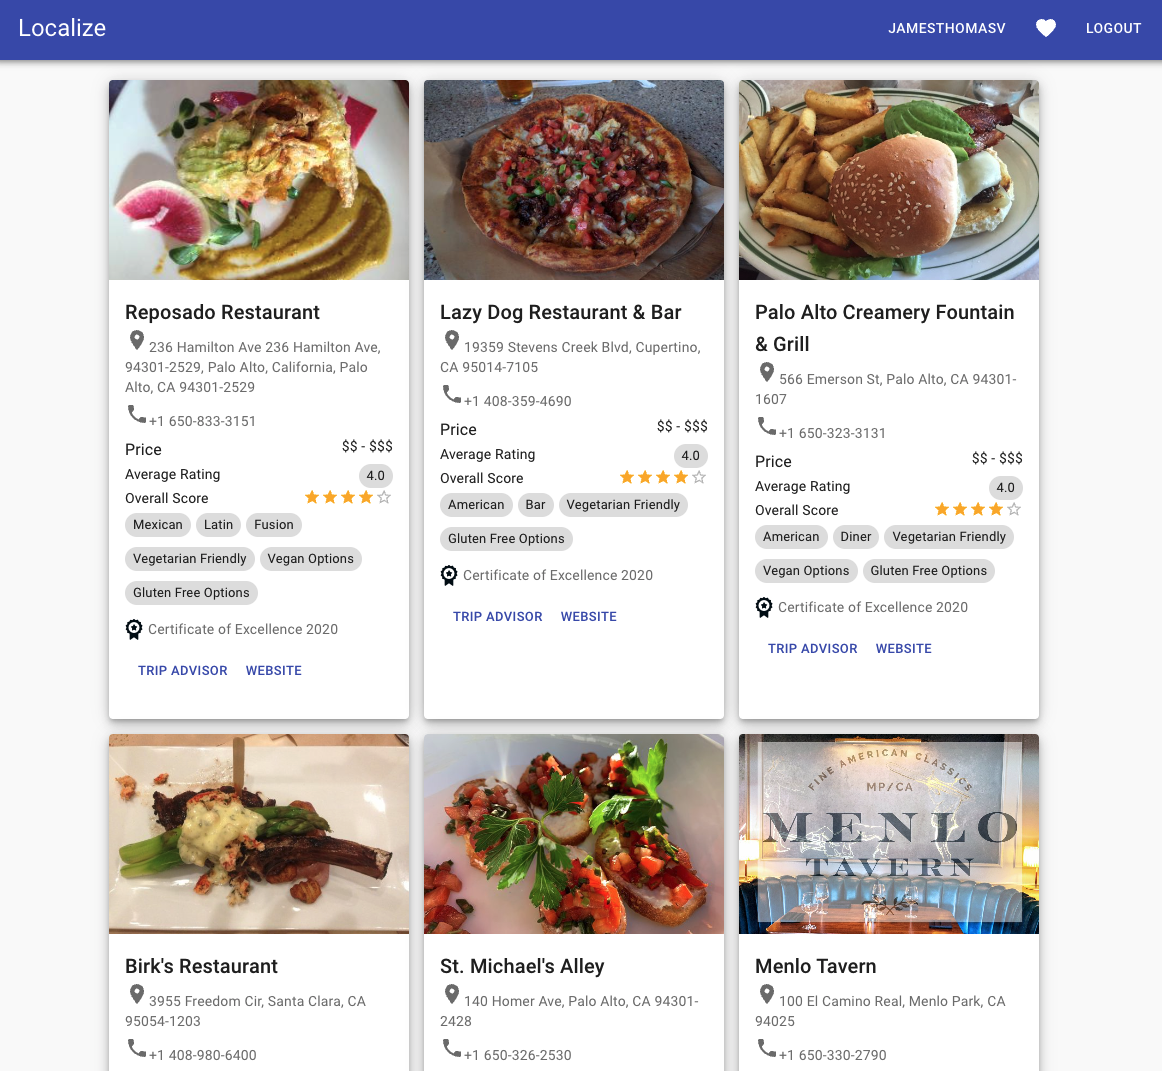 Localize
JAMESTHOMASV
LOGOUT
Reposado Restaurant
236 Hamilton Ave 236 Hamilton Ave,
94301-2529, Palo Alto, California, Palo
Alto, CA 94301-2529
+1 650-833-3151
Price $$ - $$$
Average Rating 4.0
Overall Score
Mexican Latin Fusion
Vegetarian Friendly Vegan Options
Gluten Free Options
Certificate of Excellence 2020
TRIP ADVISOR WEBSITE
Lazy Dog Restaurant & Bar
19359 Stevens Creek Blvd, Cupertino,
CA 95014-7105
+1 408-359-4690
Price $$ - $$$
Average Rating 4.0
Overall Score
American Bar Vegetarian Friendly
Gluten Free Options
Certificate of Excellence 2020
TRIP ADVISOR WEBSITE
Palo Alto Creamery Fountain
& Grill
566 Emerson St, Palo Alto, CA 94301-
1607
+1 650-323-3131
Price $$ - $$$
Average Rating 4.0
Overall Score
American Diner Vegetarian Friendly
Vegan Options Gluten Free Options
Certificate of Excellence 2020
TRIP ADVISOR WEBSITE
Birk's Restaurant
3955 Freedom Cir, Santa Clara, CA
95054-1203
+1 408-980-6400
St. Michael's Alley
140 Homer Ave, Palo Alto, CA 94301-
2428
+1 650-326-2530
FINE AMERICAN CLASSICS
MP/CA
MENLO
TAVERN
Menlo Tavern
100 El Camino Real, Menlo Park, CA
94025
+1 650-330-2790